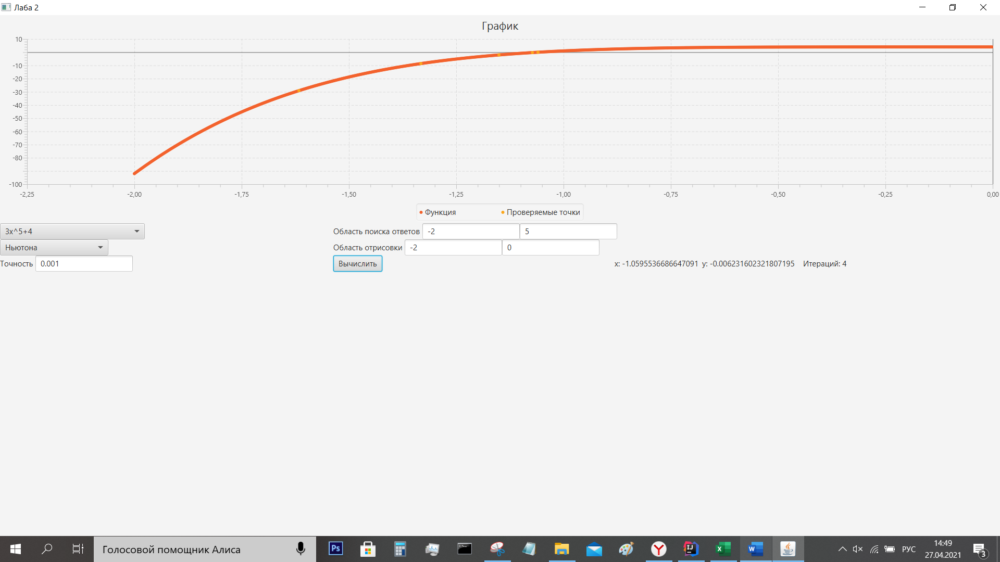 Лаба 2
График
10
-10
-20
-30
-40
-50
-60
-70
-80
-100
-2,25 -2,00 -1,75 -1,50 -1,25 -1,00 -0,75 -0,50 -0,25 0,00
Функция Проверяемые точки
3x^5+4 Область поиска ответов -2 5
Ньютона Область отрисовки -2 0
Точность 0.001 Вычислить x: -1.0595536686647091 y: -0.006231602321807195 Итераций: 4
Голосовой помощник Алиса Ps IJ X W РУС 14:49
27.04.2021 3